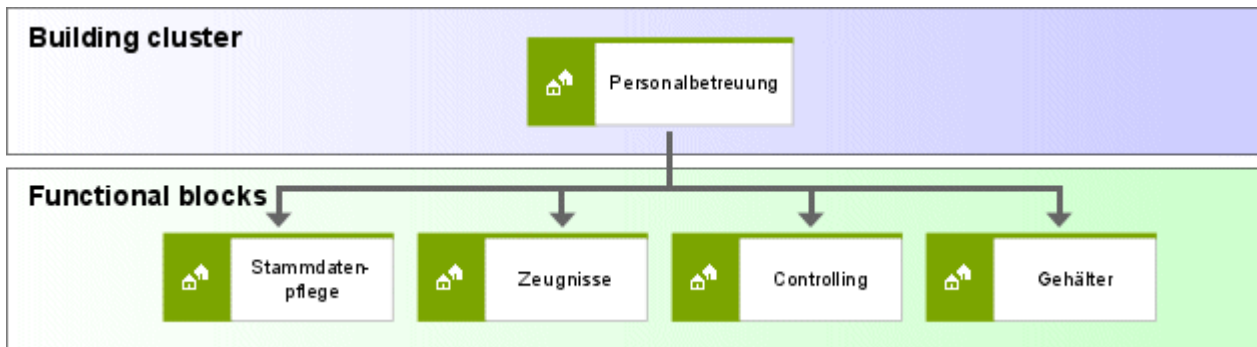 Building cluster
Personalbetreuung
Functional blocks
Stammdaten-
pflege
Zeugnisse
Controlling
Gehälter